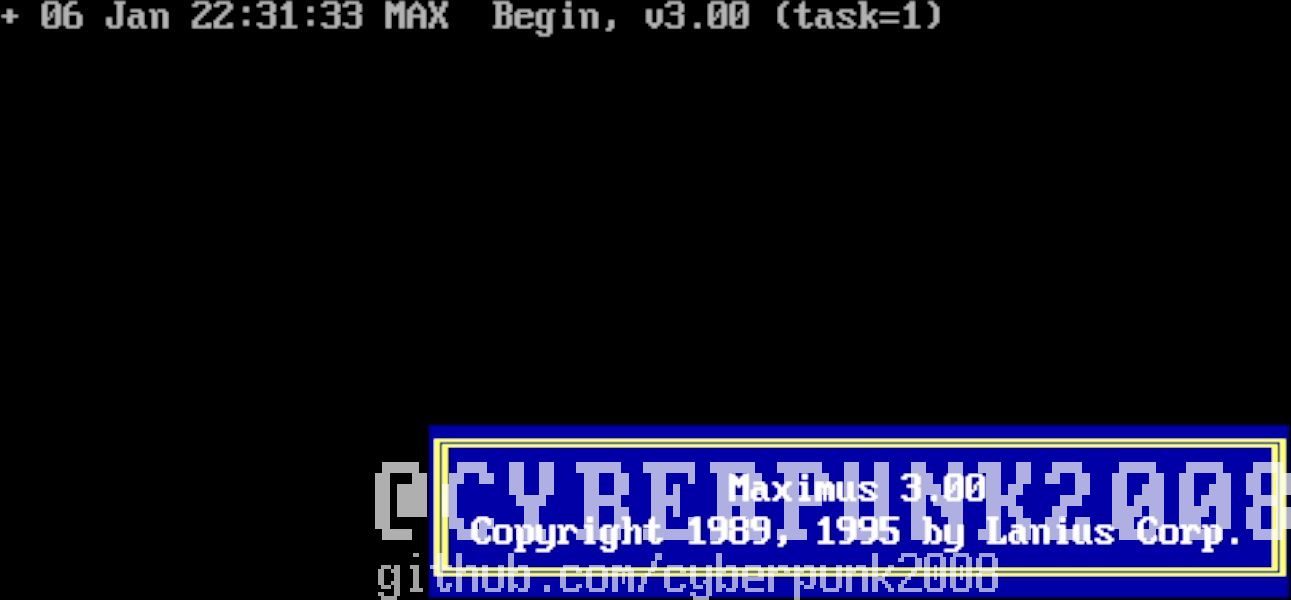 + 06 Jan 22:31:33 MAX  Begin, v3.00 (task=1)
Maximus 3.00
@CYBERPUNK2008
Copyright 1989, 1995 by Lanius Corp.
github.com/cyberpunk2008